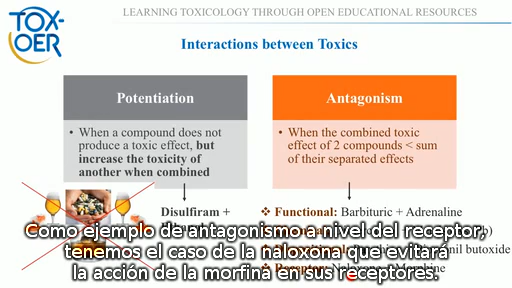 TOX-
OER
LEARNING TOXICOLOGY THROUGH OPEN EDUCATIONAL RESOURCES
Interactions between Toxics
Potentiation
• When a compound does not
produce a toxic effect, but
increase the toxicity of
another when combined
Disulfiram +
Antagonism
• When the combined toxic
effect of 2 compounds < sum
of their separated effects
Functional: Barbituric + Adrenaline
Como ejemplo de antagonismo a nivel del receptor,
tenemos el caso de la naloxona que evitará
la acción de la morfina en sus receptores.